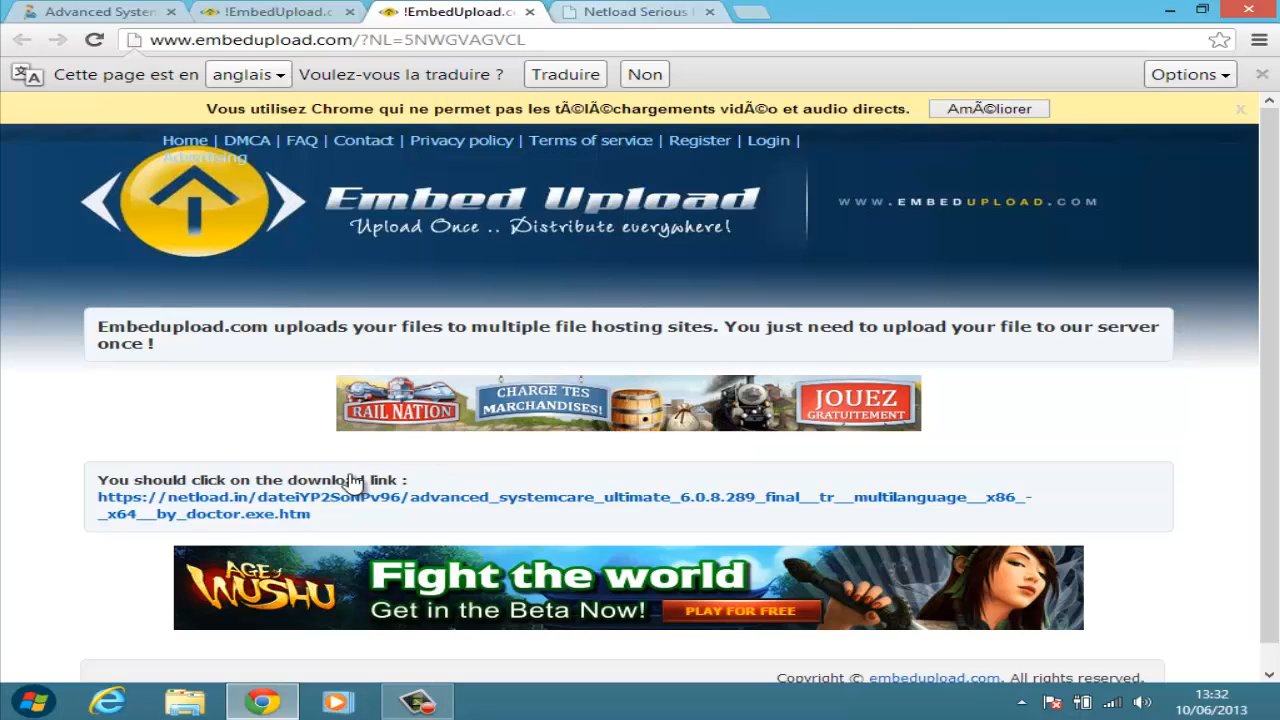 Advanced System
!EmbedUpload.c
!EmbedUpload.c
Netload Serious
www.embedupload.com/?NL=5NWGVAGVCL
Cette page est en anglais Voulez-vous la traduire ? Traduire Non Options
Vous utilisez Chrome qui ne permet pas les tÃ©lÃ©chargements vidÃ©o et audio directs. AmÃ©liorer x
Home | DMCA | FAQ | Contact | Privacy policy | Terms of service | Register | Login |
Advertising
Embed Upload
Upload Once .. Distribute everywhere!
WWW.EMBEDUPLOAD.COM
Embedupload.com uploads your files to multiple file hosting sites. You just need to upload your file to our server
once !
RAIL NATION
CHARGE TES
MARCHANDISES!
JOUEZ
GRATUITEMENT
You should click on the download link :
https://netload.in/dateiYP2SonPv96/advanced_systemcare_ultimate_6.0.8.289_final__tr__multilanguage__x86_-
_x64__by_doctor.exe.htm
AGE of
WUSHU
Fight the world
Get in the Beta Now! PLAY FOR FREE
Copyright © embedupload.com. All rights reserved.
13:32
10/06/2013